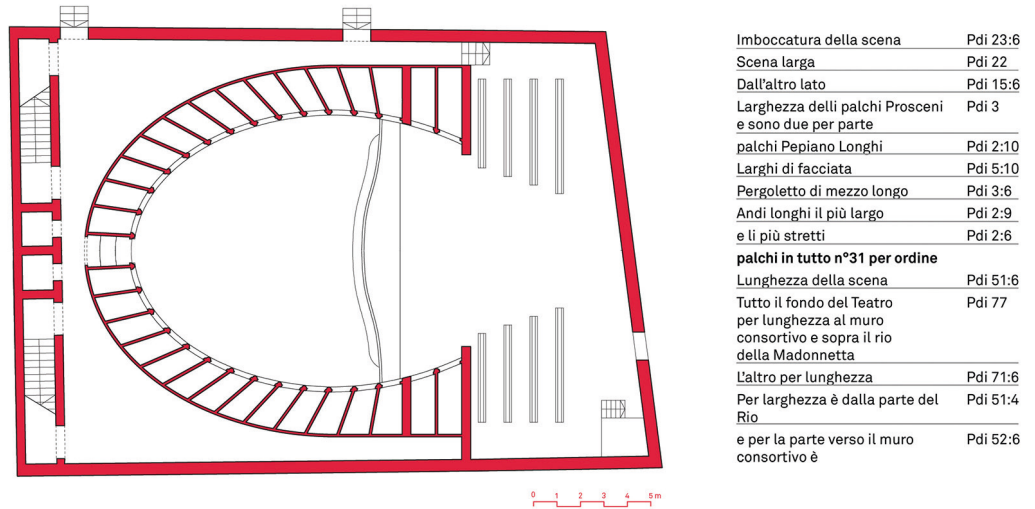 Imboccatura della scena Pdi 23:6
Scena larga Pdi 22
Dall'altro lato Pdi 15:6
Larghezza delli palchi Prosceni Pdi 3
e sono due per parte
palchi Pepiano Longhi Pdi 2:10
Larghi di facciata Pdi 5:10
Pergoletto di mezzo longo Pdi 3:6
Andi longhi il più largo Pdi 2:9
e li più stretti Pdi 2:6
palchi in tutto n°31 per ordine
Lunghezza della scena Pdi 51:6
Tutto il fondo del Teatro Pdi 77
per lunghezza al muro
consortivo e sopra il rio
della Madonnetta
L'altro per lunghezza Pdi 71:6
Per larghezza è dalla parte del Pdi 51:4
Rio
e per la parte verso il muro Pdi 52:6
consortivo è
0 1 2 3 4 5 m